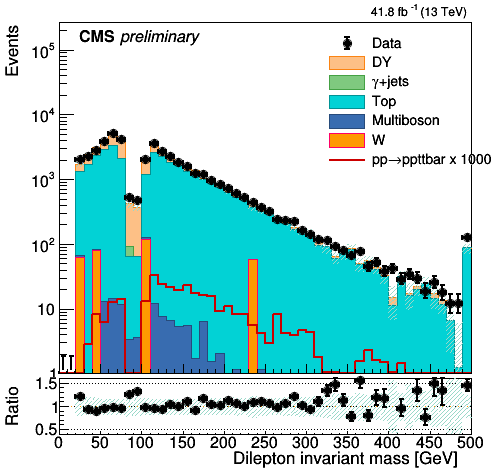 41.8 fb⁻¹ (13 TeV)
CMS preliminary
Events
10⁵
10⁴
10³
10²
10
1
Data
DY
γ+jets
Top
Multiboson
W
pp→ppttbar x 1000
Ratio
1.5
1
0.5
0 50 100 150 200 250 300 350 400 450 500
Dilepton invariant mass [GeV]